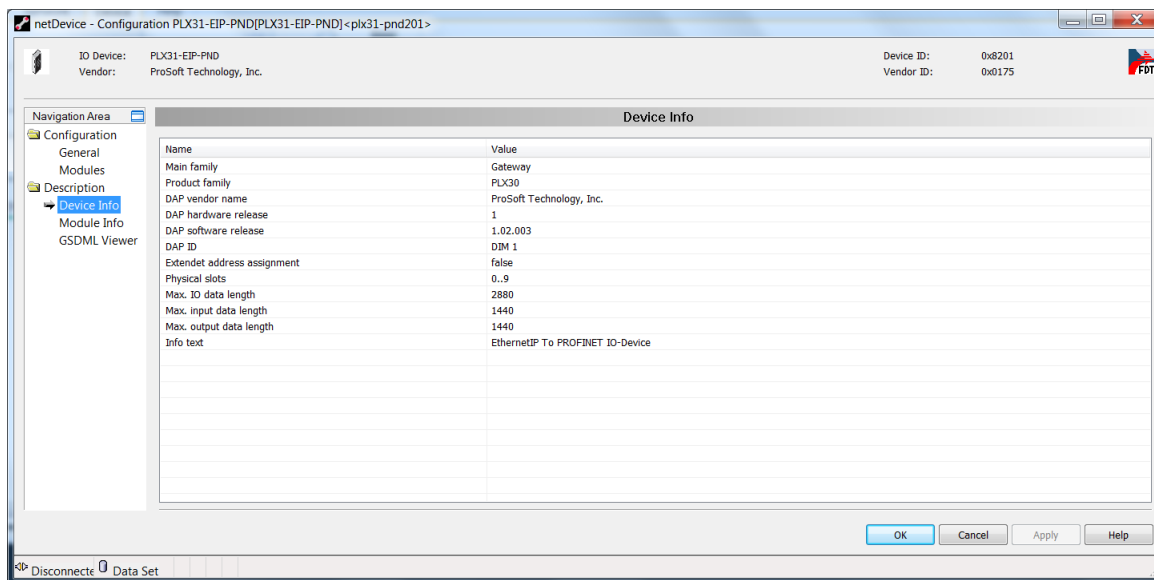 netDevice - Configuration PLX31-EIP-PND[PLX31-EIP-PND]<plx31-pnd201>
IO Device: PLX31-EIP-PND Device ID: 0x8201
Vendor: ProSoft Technology, Inc. Vendor ID: 0x0175
FDT
Navigation Area
Configuration
General
Modules
Description
Device Info
Module Info
GSDML Viewer
Device Info
Name Value
Main family Gateway
Product family PLX30
DAP vendor name ProSoft Technology, Inc.
DAP hardware release 1
DAP software release 1.02.003
DAP ID DIM 1
Extendet address assignment false
Physical slots 0..9
Max. IO data length 2880
Max. input data length 1440
Max. output data length 1440
Info text EthernetIP To PROFINET IO-Device
OK Cancel Apply Help
Disconnecte Data Set